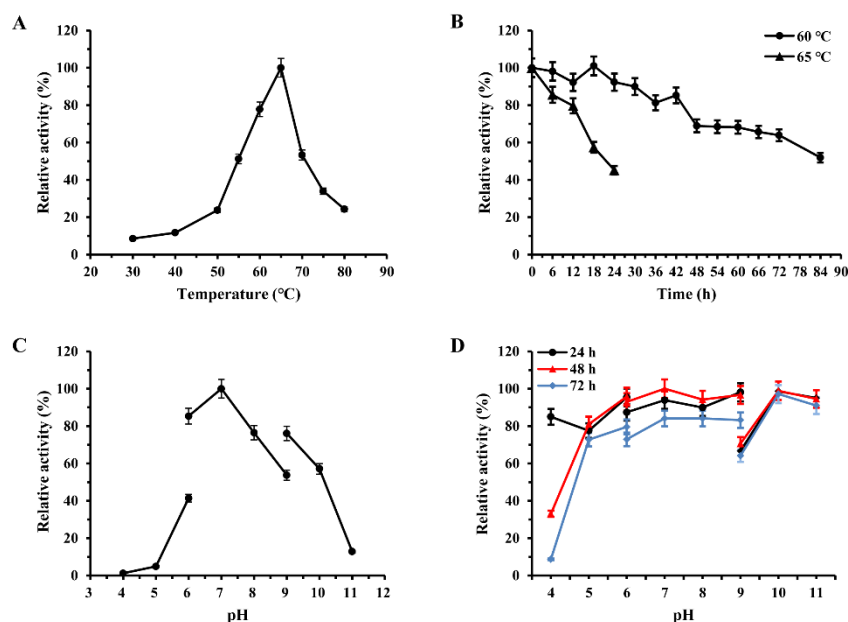 A
Relative activity (%)
120
100
80
60
40
20
0
20 30 40 50 60 70 80 90
Temperature (°C)
B
Relative activity (%)
60 °C
65 °C
120
100
80
60
40
20
0
0 6 12 18 24 30 36 42 48 54 60 66 72 78 84 90
Time (h)
C
Relative activity (%)
120
100
80
60
40
20
0
3 4 5 6 7 8 9 10 11 12
pH
D
Relative activity (%)
24 h
48 h
72 h
120
100
80
60
40
20
0
4 5 6 7 8 9 10 11
pH